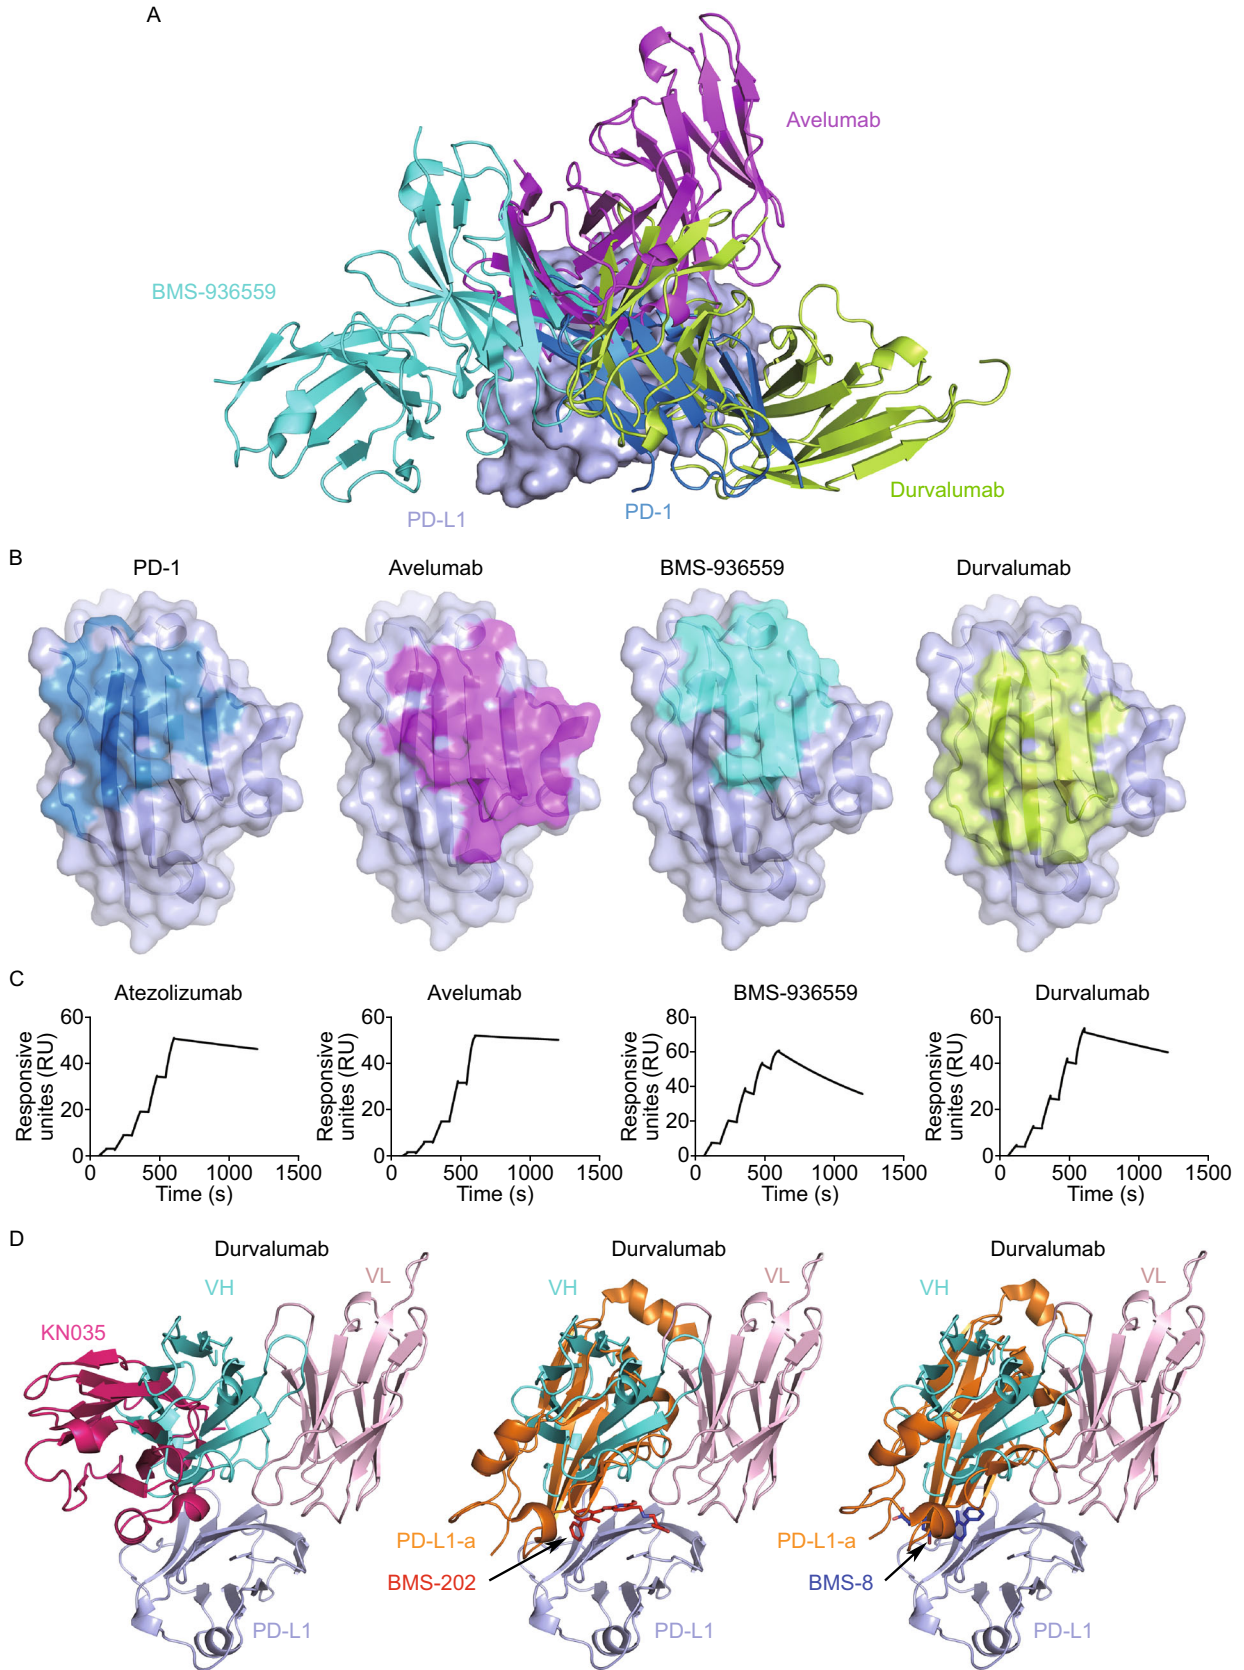 A
Avelumab
BMS-936559
Durvalumab
PD-L1
PD-1
B
PD-1 Avelumab BMS-936559 Durvalumab
C
Atezolizumab Avelumab BMS-936559 Durvalumab
Responsive
unites (RU)
60
40
20
0
0 500 1000 1500
Time (s)
Responsive
unites (RU)
60
40
20
0
0 500 1000 1500
Time (s)
Responsive
unites (RU)
80
60
40
20
0
0 500 1000 1500
Time (s)
Responsive
unites (RU)
60
40
20
0
0 500 1000 1500
Time (s)
D
Durvalumab
VH
VL
KN035
PD-L1
Durvalumab
VH
VL
PD-L1-a
BMS-202
PD-L1
Durvalumab
VH
VL
PD-L1-a
BMS-8
PD-L1